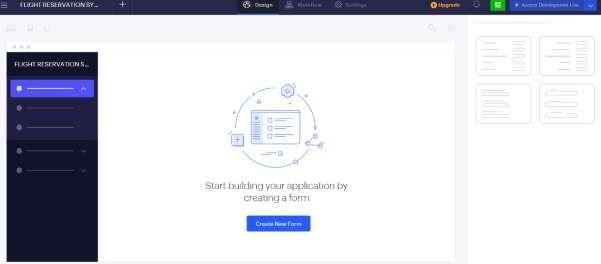 FLIGHT RESERVATION SY...
+
Design
Workflow
Settings
Upgrade
Access Development Live
FLIGHT RESERVATION S...
Start building your application by
creating a form
Create New Form